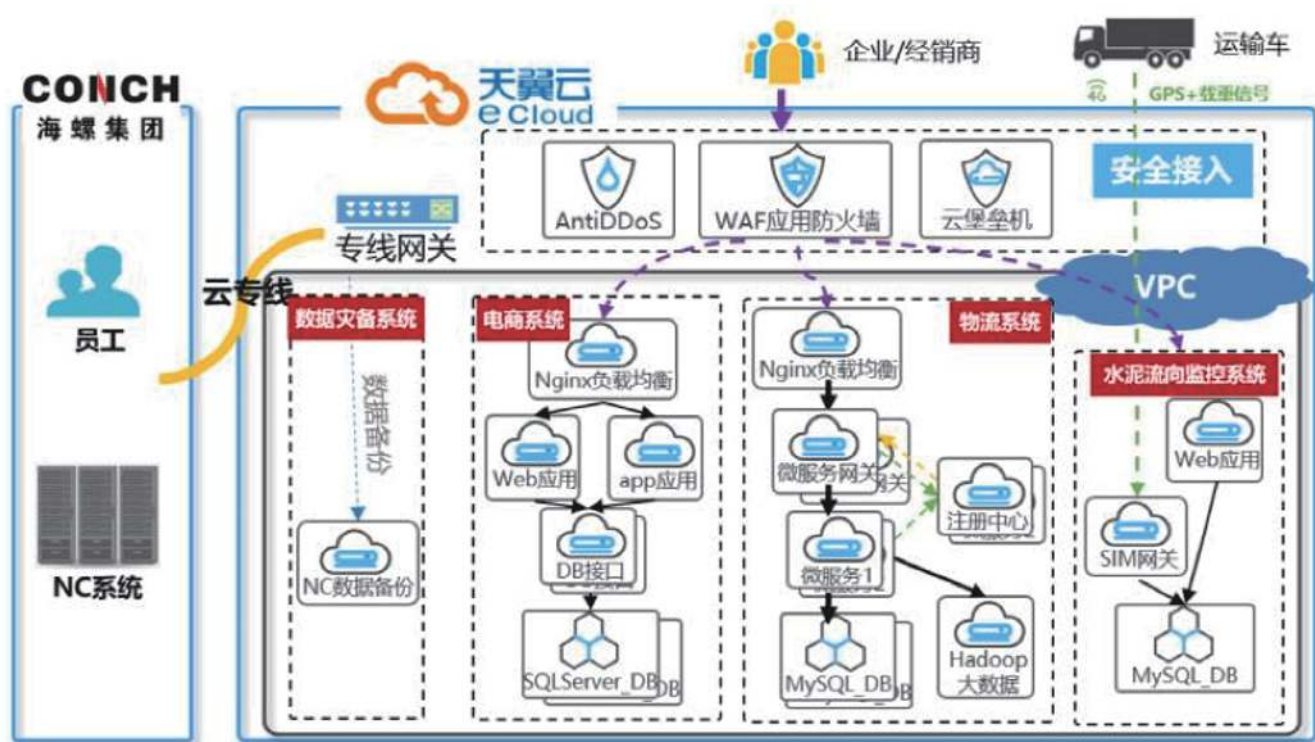 CONCH
海螺集团
员工
NC系统
云专线
天翼云
e Cloud
企业/经销商
运输车
4G
GPS+载重信号
专线网关
AntiDDoS
WAF应用防火墙
云堡垒机
安全接入
VPC
数据灾备系统
数据备份
NC数据备份
电商系统
Nginx负载均衡
Web应用
app应用
DB接口
SQLServer_DB
DB
物流系统
Nginx负载均衡
微服务网关
网关
注册中心
微服务1
MySQL_DB
DB
Hadoop
大数据
水泥流向监控系统
Web应用
SIM网关
MySQL_DB